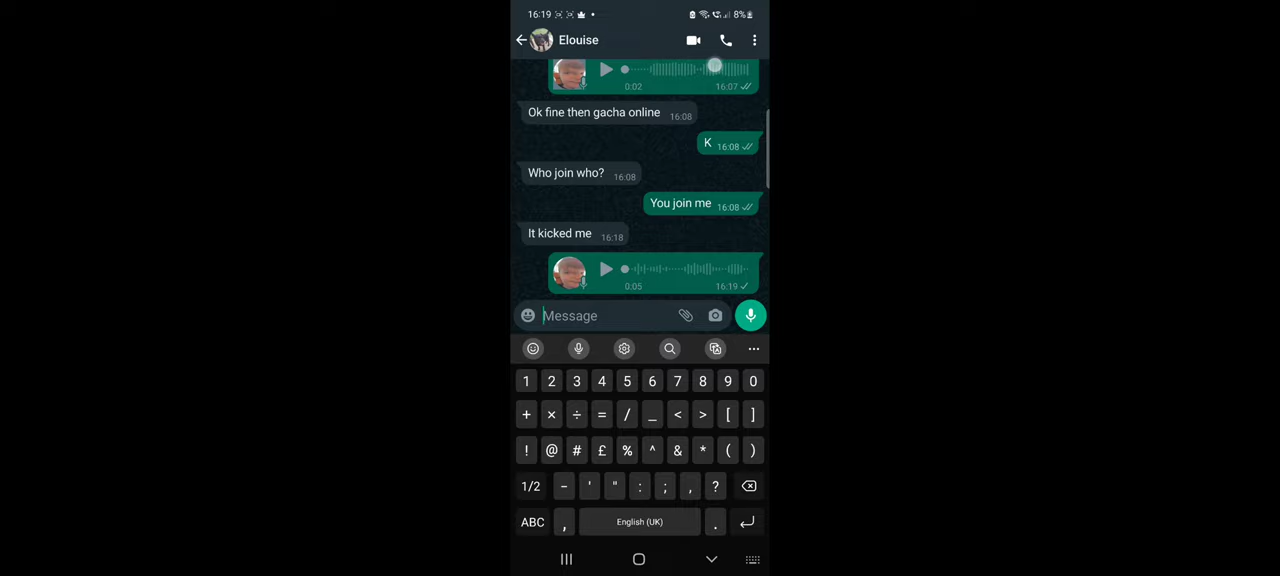 16:19 8%
Elouise
0:02 16:07
Ok fine then gacha online 16:08
K 16:08
Who join who? 16:08
You join me 16:08
It kicked me 16:18
0:05 16:19
Message
1 2 3 4 5 6 7 8 9 0
+ × ÷ = / _ < > [ ]
! @ # £ % ^ & * ( )
1/2 - ' " : ; , ?
ABC , English (UK) .